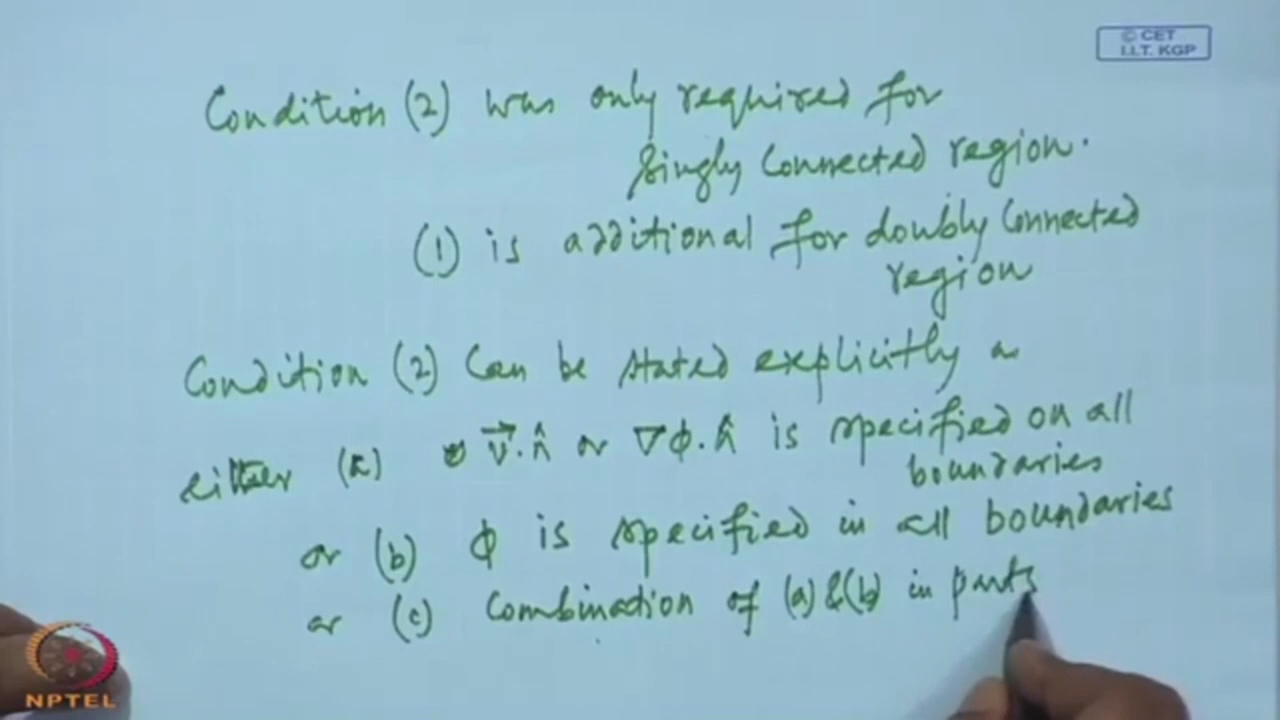 © CET
I.I.T. KGP
Condition (2) was only required for
singly connected region.
(1) is additional for doubly connected
region
Condition (2) can be stated explicitly as
either (a) v⃗.n̂ or ∇ϕ.n̂ is specified on all
boundaries
or (b) ϕ is specified in all boundaries
or (c) combination of (a) & (b) in parts
NPTEL